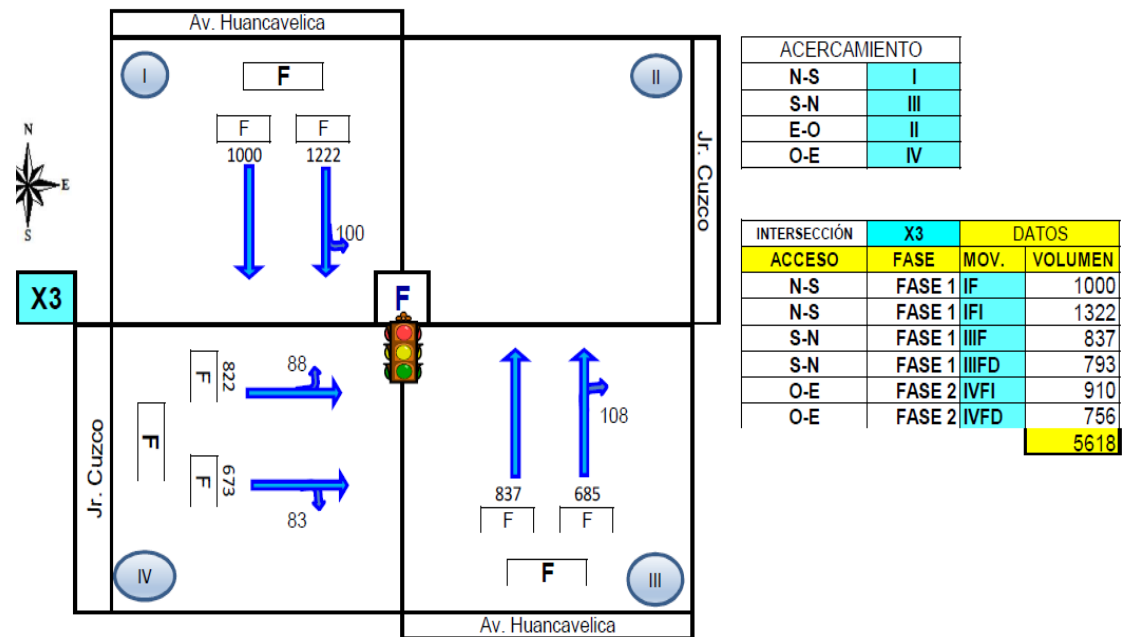 Av. Huancavelica
I
F
II
F F
1000 1222
100
N
E
S
Jr. Cuzco
X3
F
822
F
88
F
673
F
83
Jr. Cuzco
108
837 685
F F
F
IV
III
Av. Huancavelica
ACERCAMIENTO
N-S I
S-N III
E-O II
O-E IV
INTERSECCIÓN X3 DATOS
ACCESO FASE MOV. VOLUMEN
N-S FASE 1 IF 1000
N-S FASE 1 IFI 1322
S-N FASE 1 IIIF 837
S-N FASE 1 IIIFD 793
O-E FASE 2 IVFI 910
O-E FASE 2 IVFD 756
5618